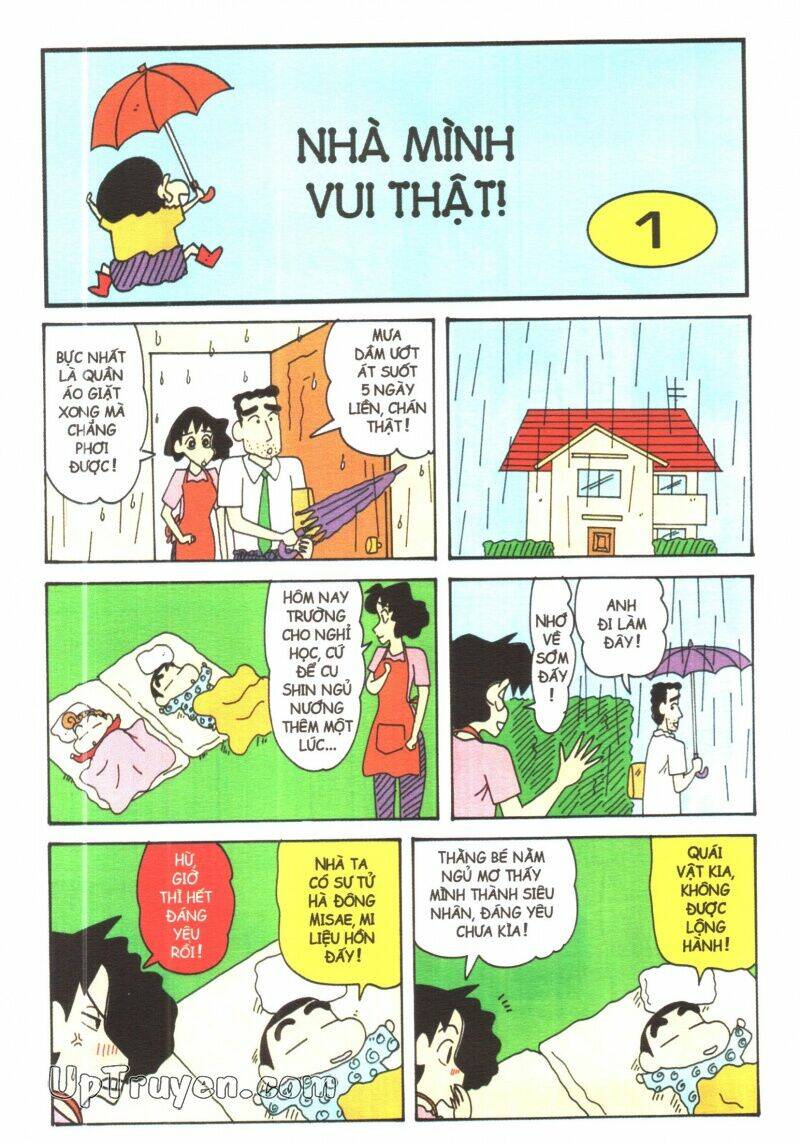 NHÀ MÌNH
VUI THẬT!
1
MƯA
DẦM ƯỚT
ÁT SUỐT
5 NGÀY
LIỀN, CHÁN
THẬT!
BỰC NHẤT
LÀ QUẦN
ÁO GIẶT
XONG MÀ
CHẲNG
PHƠI
ĐƯỢC!
ANH
ĐI LÀM
ĐÂY!
NHỚ
VỀ
SỚM
ĐẤY!
HÔM NAY
TRƯỜNG
CHO NGHỈ
HỌC, CỨ
ĐỂ CU
SHIN NGỦ
NƯỚNG
THÊM MỘT
LÚC...
QUÁI
VẬT KIA,
KHÔNG
ĐƯỢC
LỘNG
HÀNH!
THẰNG BÉ NẰM
NGỦ MƠ THẤY
MÌNH THÀNH SIÊU
NHÂN, ĐÁNG YÊU
CHƯA KÌA!
NHÀ TA
CÓ SƯ TỬ
HÀ ĐÔNG
MISAE, MI
LIỆU HỒN
ĐẤY!
HỪ,
GIỜ
THÌ HẾT
ĐÁNG
YÊU
RỒI!
UpTruyen.com